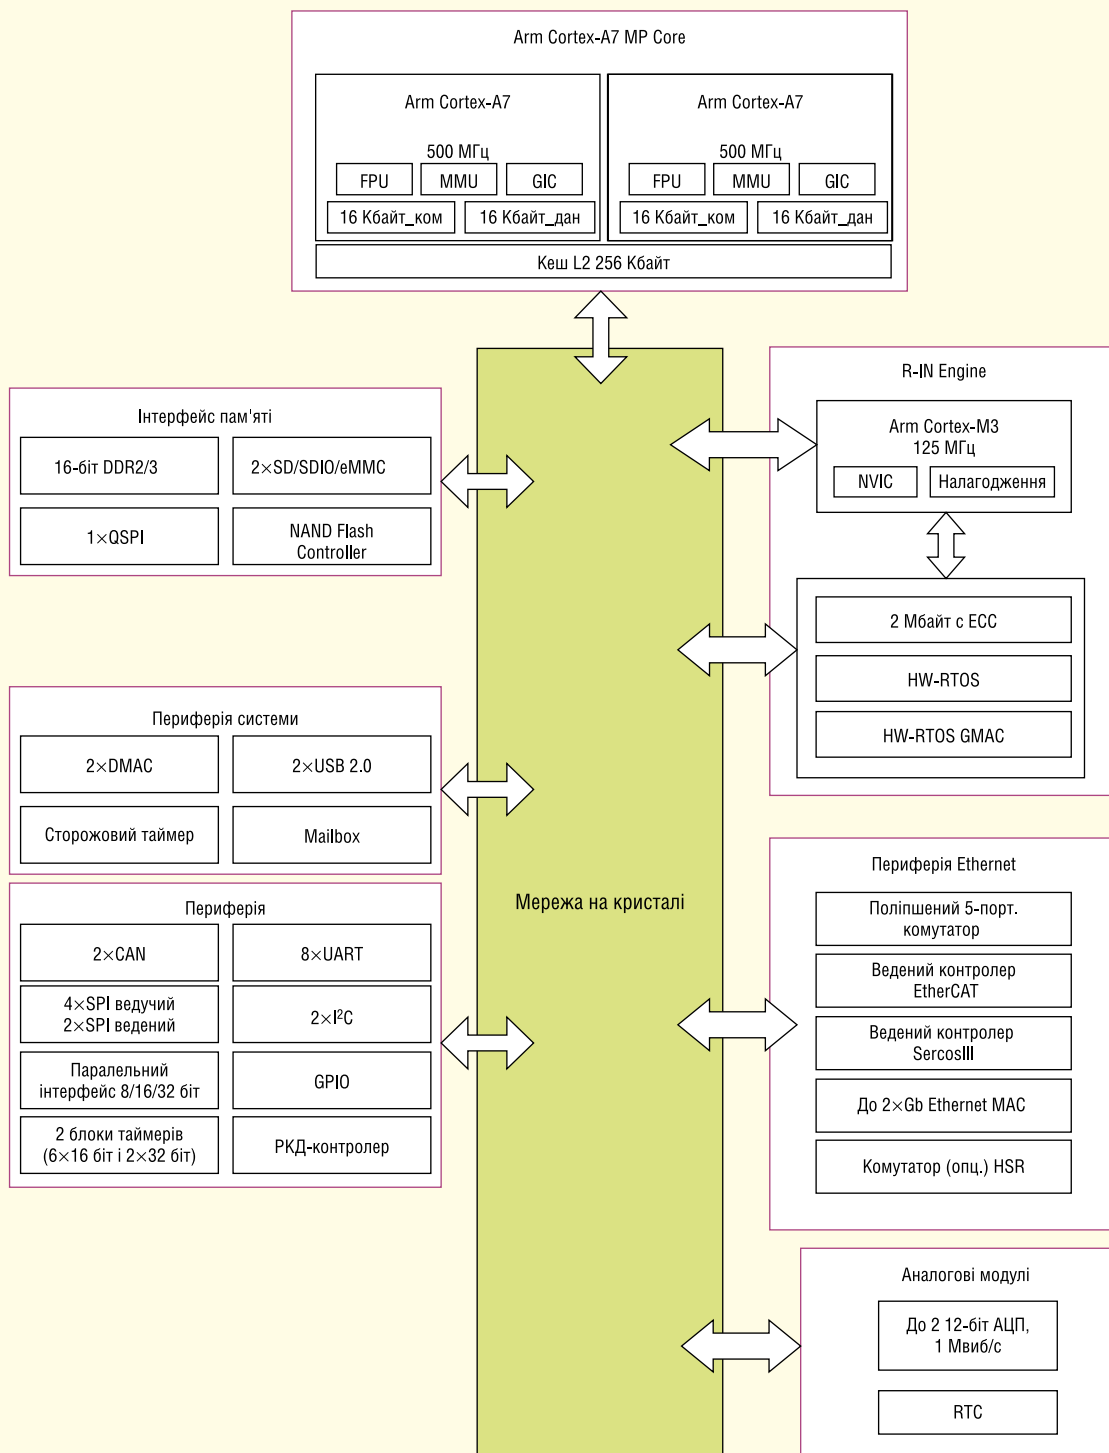 Arm Cortex-A7 MP Core
Arm Cortex-A7
500 МГц
FPU
MMU
GIC
16 Кбайт_ком
16 Кбайт_дан
Arm Cortex-A7
500 МГц
FPU
MMU
GIC
16 Кбайт_ком
16 Кбайт_дан
Кеш L2 256 Кбайт
Інтерфейс пам'яті
16-біт DDR2/3
2×SD/SDIO/eMMC
1×QSPI
NAND Flash
Controller
Периферія системи
2×DMAC
2×USB 2.0
Сторожовий таймер
Mailbox
Периферія
2×CAN
8×UART
4×SPI ведучий
2×SPI ведений
2×I²C
Паралельний
інтерфейс 8/16/32 біт
GPIO
2 блоки таймерів
(6×16 біт і 2×32 біт)
РКД-контролер
Мережа на кристалі
R-IN Engine
Arm Cortex-M3
125 МГц
NVIC
Налагодження
2 Мбайт с ECC
HW-RTOS
HW-RTOS GMAC
Периферія Ethernet
Поліпшений 5-порт.
комутатор
Ведений контролер
EtherCAT
Ведений контролер
SercosIII
До 2×Gb Ethernet MAC
Комутатор (опц.) HSR
Аналогові модулі
До 2 12-біт АЦП,
1 Мвиб/с
RTC